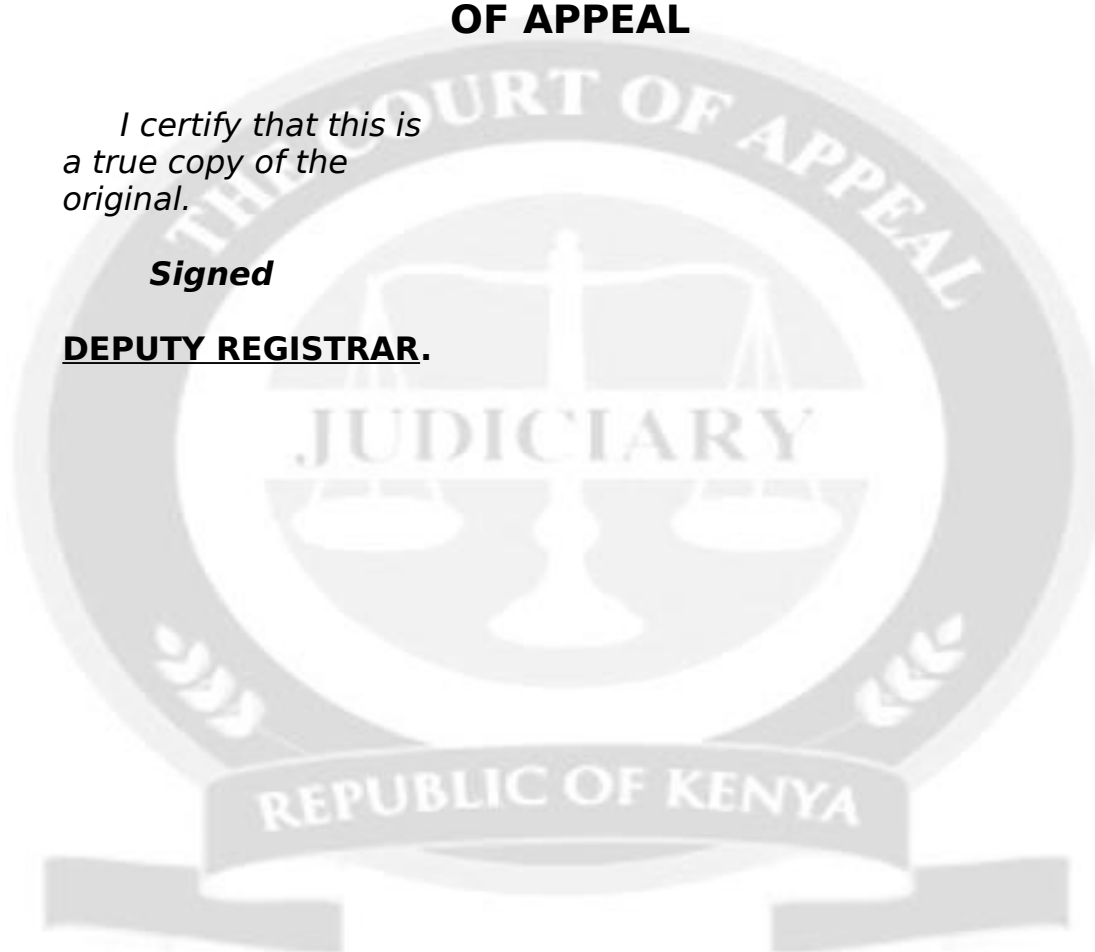 OF APPEAL
I certify that this is
a true copy of the
original.
Signed
DEPUTY REGISTRAR.
THE COURT OF APPEAL
JUDICIARY
REPUBLIC OF KENYA